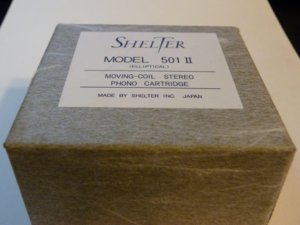 SHELTER
MODEL 501 II
(ELLIPTICAL)
MOVING-COIL STEREO
PHONO CARTRIDGE
MADE BY SHELTER INC. JAPAN